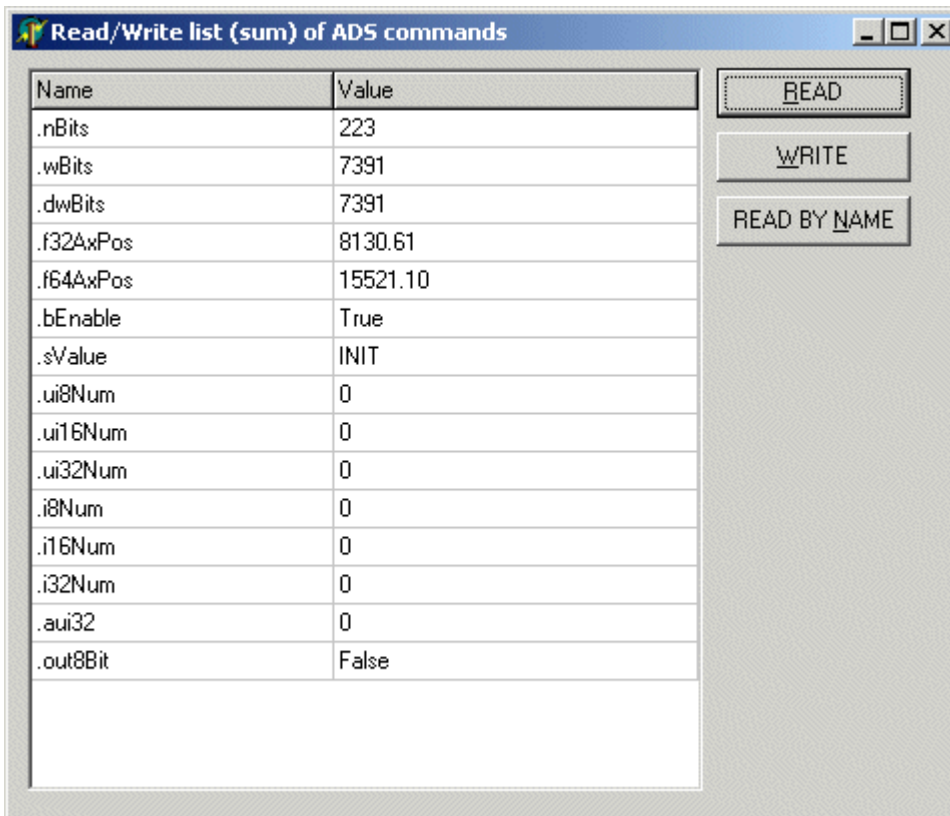 Read/Write list (sum) of ADS commands
Name Value
.nBits 223
.wBits 7391
.dwBits 7391
.f32AxPos 8130.61
.f64AxPos 15521.10
.bEnable True
.sValue INIT
.ui8Num 0
.ui16Num 0
.ui32Num 0
.i8Num 0
.i16Num 0
.i32Num 0
.aui32 0
.out8Bit False
READ
WRITE
READ BY NAME